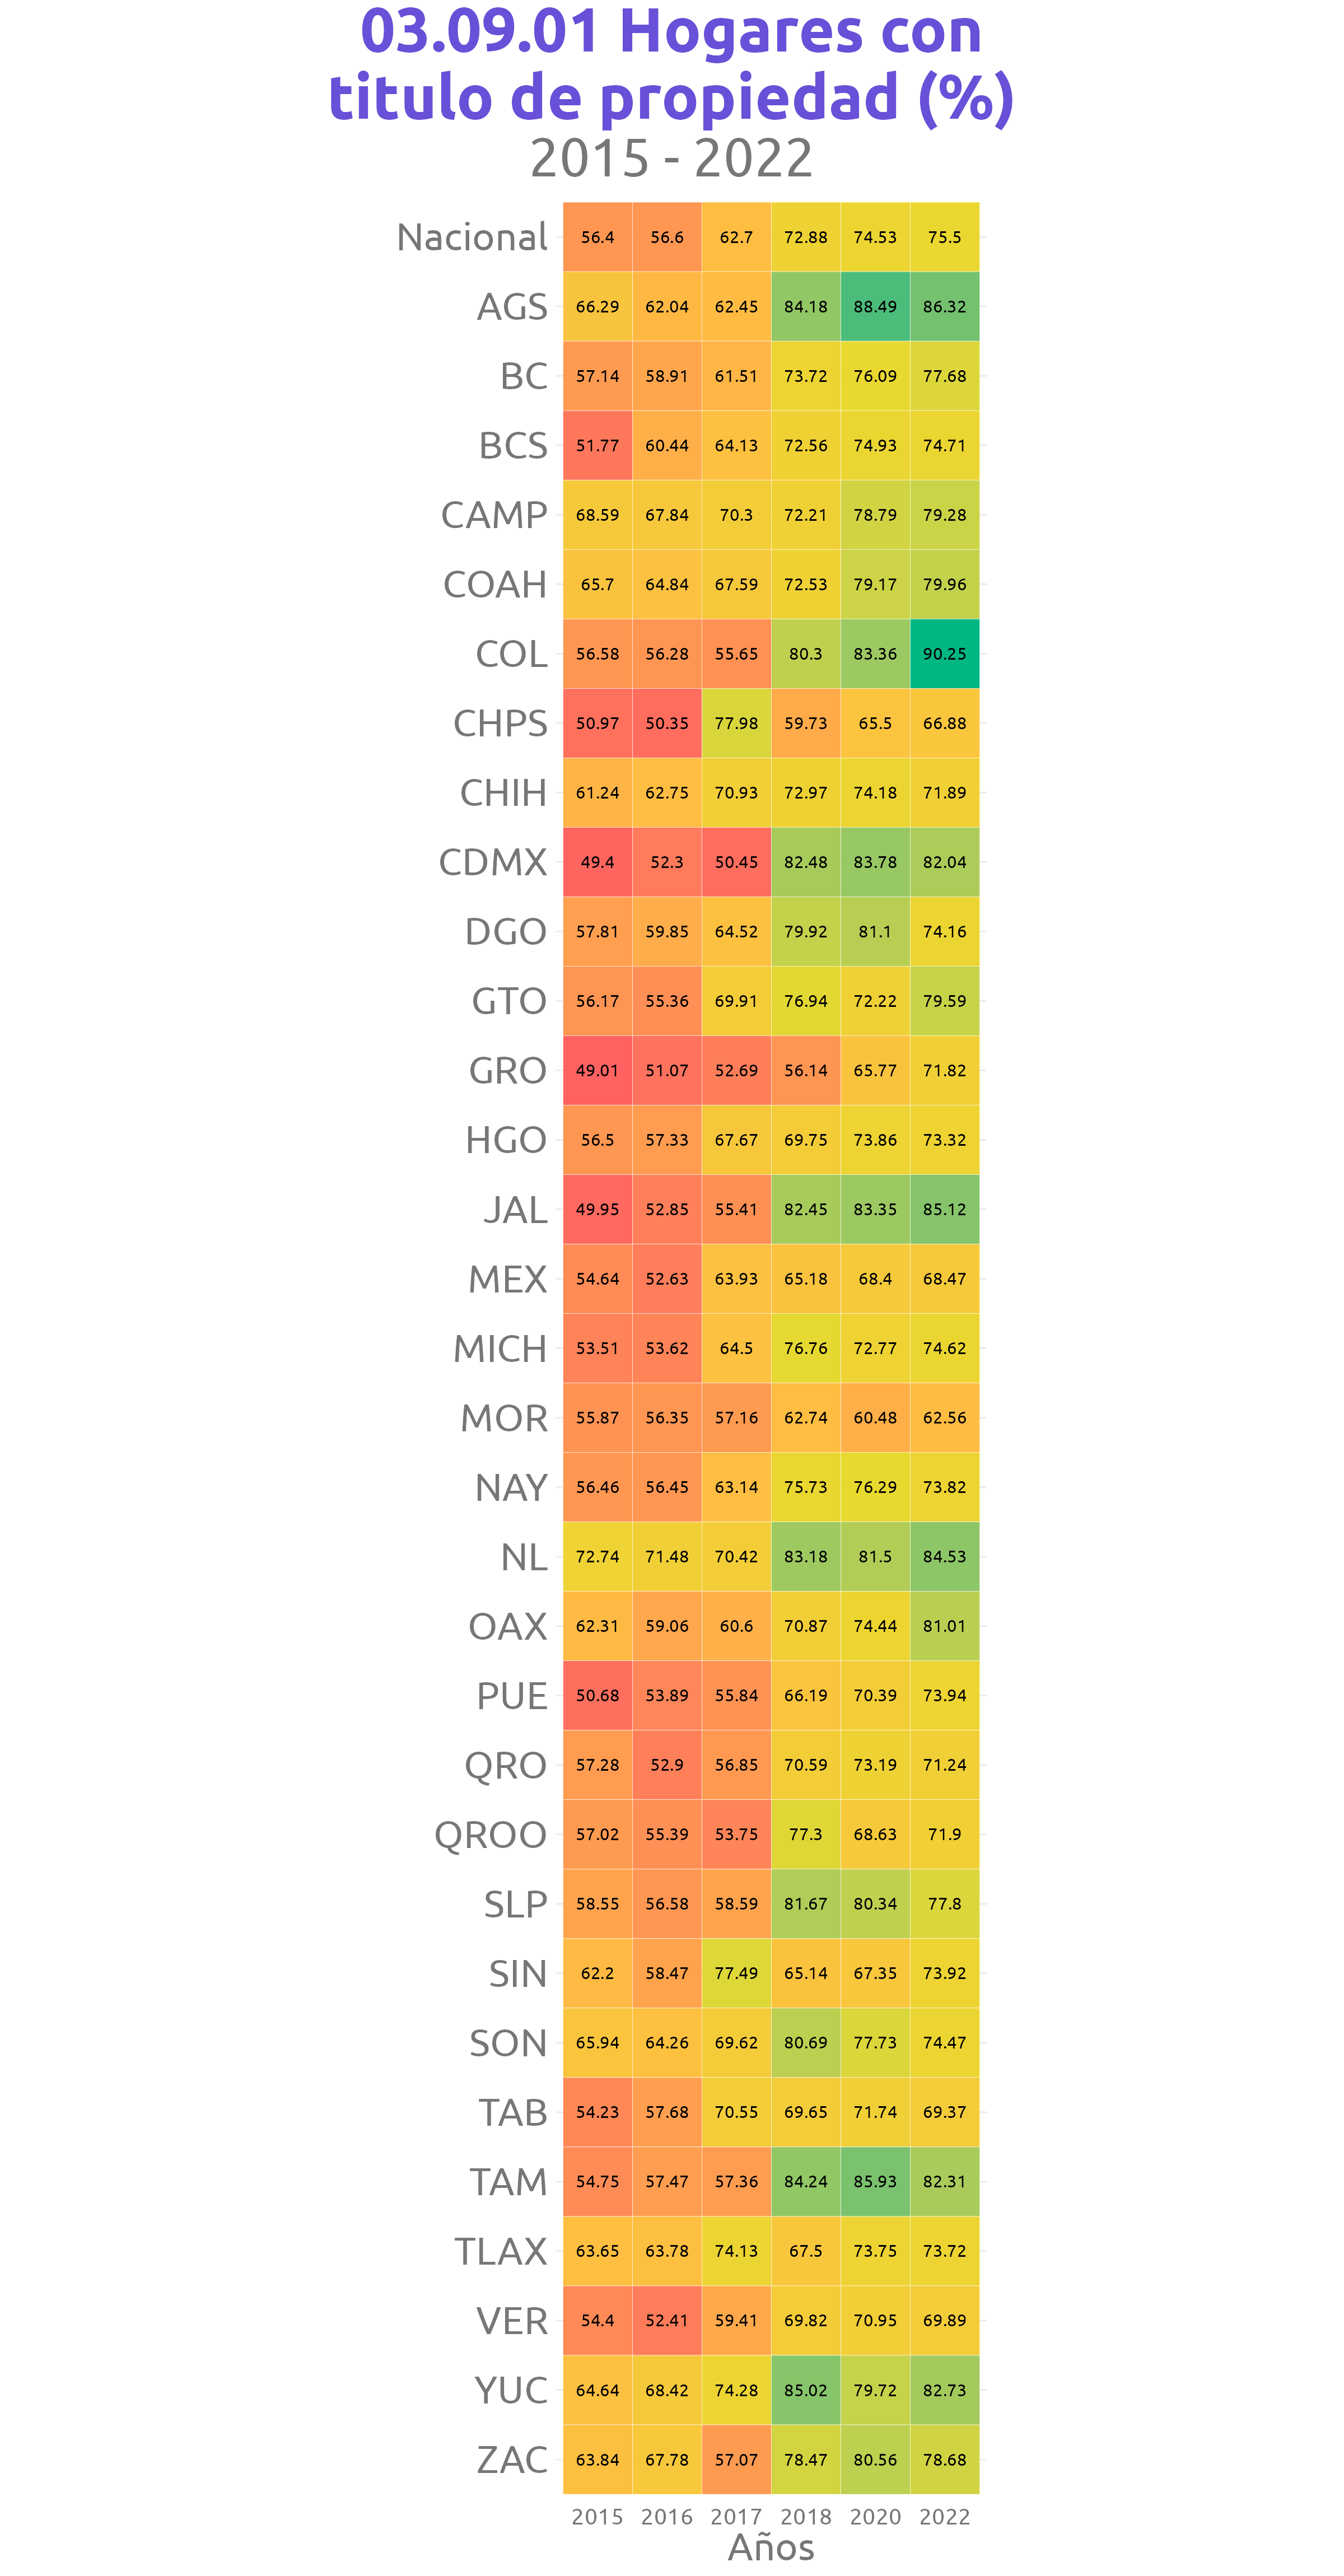 03.09.01 Hogares con
titulo de propiedad (%)
2015 - 2022
Nacional 56.4 56.6 62.7 72.88 74.53 75.5
AGS 66.29 62.04 62.45 84.18 88.49 86.32
BC 57.14 58.91 61.51 73.72 76.09 77.68
BCS 51.77 60.44 64.13 72.56 74.93 74.71
CAMP 68.59 67.84 70.3 72.21 78.79 79.28
COAH 65.7 64.84 67.59 72.53 79.17 79.96
COL 56.58 56.28 55.65 80.3 83.36 90.25
CHPS 50.97 50.35 77.98 59.73 65.5 66.88
CHIH 61.24 62.75 70.93 72.97 74.18 71.89
CDMX 49.4 52.3 50.45 82.48 83.78 82.04
DGO 57.81 59.85 64.52 79.92 81.1 74.16
GTO 56.17 55.36 69.91 76.94 72.22 79.59
GRO 49.01 51.07 52.69 56.14 65.77 71.82
HGO 56.5 57.33 67.67 69.75 73.86 73.32
JAL 49.95 52.85 55.41 82.45 83.35 85.12
MEX 54.64 52.63 63.93 65.18 68.4 68.47
MICH 53.51 53.62 64.5 76.76 72.77 74.62
MOR 55.87 56.35 57.16 62.74 60.48 62.56
NAY 56.46 56.45 63.14 75.73 76.29 73.82
NL 72.74 71.48 70.42 83.18 81.5 84.53
OAX 62.31 59.06 60.6 70.87 74.44 81.01
PUE 50.68 53.89 55.84 66.19 70.39 73.94
QRO 57.28 52.9 56.85 70.59 73.19 71.24
QROO 57.02 55.39 53.75 77.3 68.63 71.9
SLP 58.55 56.58 58.59 81.67 80.34 77.8
SIN 62.2 58.47 77.49 65.14 67.35 73.92
SON 65.94 64.26 69.62 80.69 77.73 74.47
TAB 54.23 57.68 70.55 69.65 71.74 69.37
TAM 54.75 57.47 57.36 84.24 85.93 82.31
TLAX 63.65 63.78 74.13 67.5 73.75 73.72
VER 54.4 52.41 59.41 69.82 70.95 69.89
YUC 64.64 68.42 74.28 85.02 79.72 82.73
ZAC 63.84 67.78 57.07 78.47 80.56 78.68
2015 2016 2017 2018 2020 2022
Años